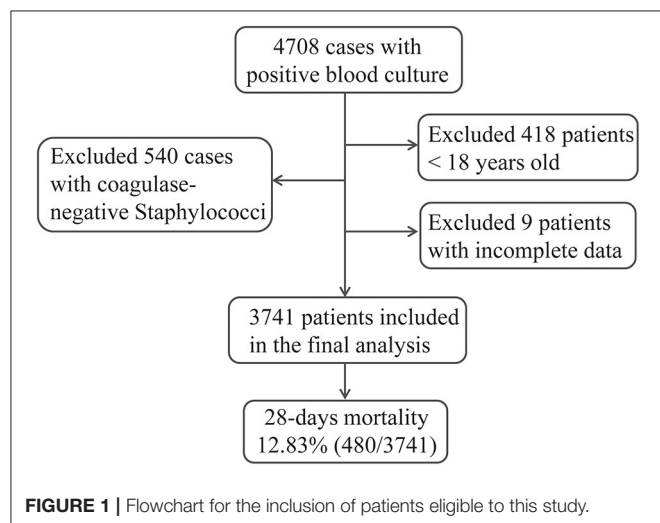 4708 cases with
positive blood culture
Excluded 418 patients
< 18 years old
Excluded 540 cases
with coagulase-
negative Staphylococci
Excluded 9 patients
with incomplete data
3741 patients included
in the final analysis
28-days mortality
12.83% (480/3741)
FIGURE 1 | Flowchart for the inclusion of patients eligible to this study.